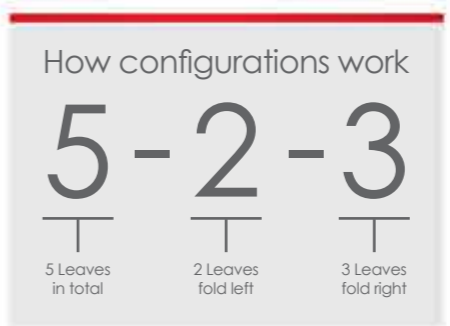 How configurations work
5-2-3
5 Leaves
in total
2 Leaves
fold left
3 Leaves
fold right